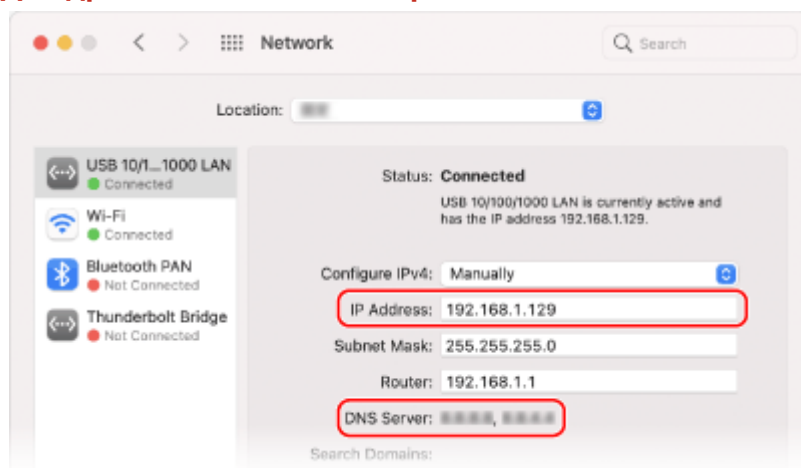 Network
Search
Location:
USB 10/1...1000 LAN
Connected
Wi-Fi
Connected
Bluetooth PAN
Not Connected
Thunderbolt Bridge
Not Connected
Status: Connected
USB 10/100/1000 LAN is currently active and
has the IP address 192.168.1.129.
Configure IPv4: Manually
IP Address: 192.168.1.129
Subnet Mask: 255.255.255.0
Router: 192.168.1.1
DNS Server:
Search Domains: